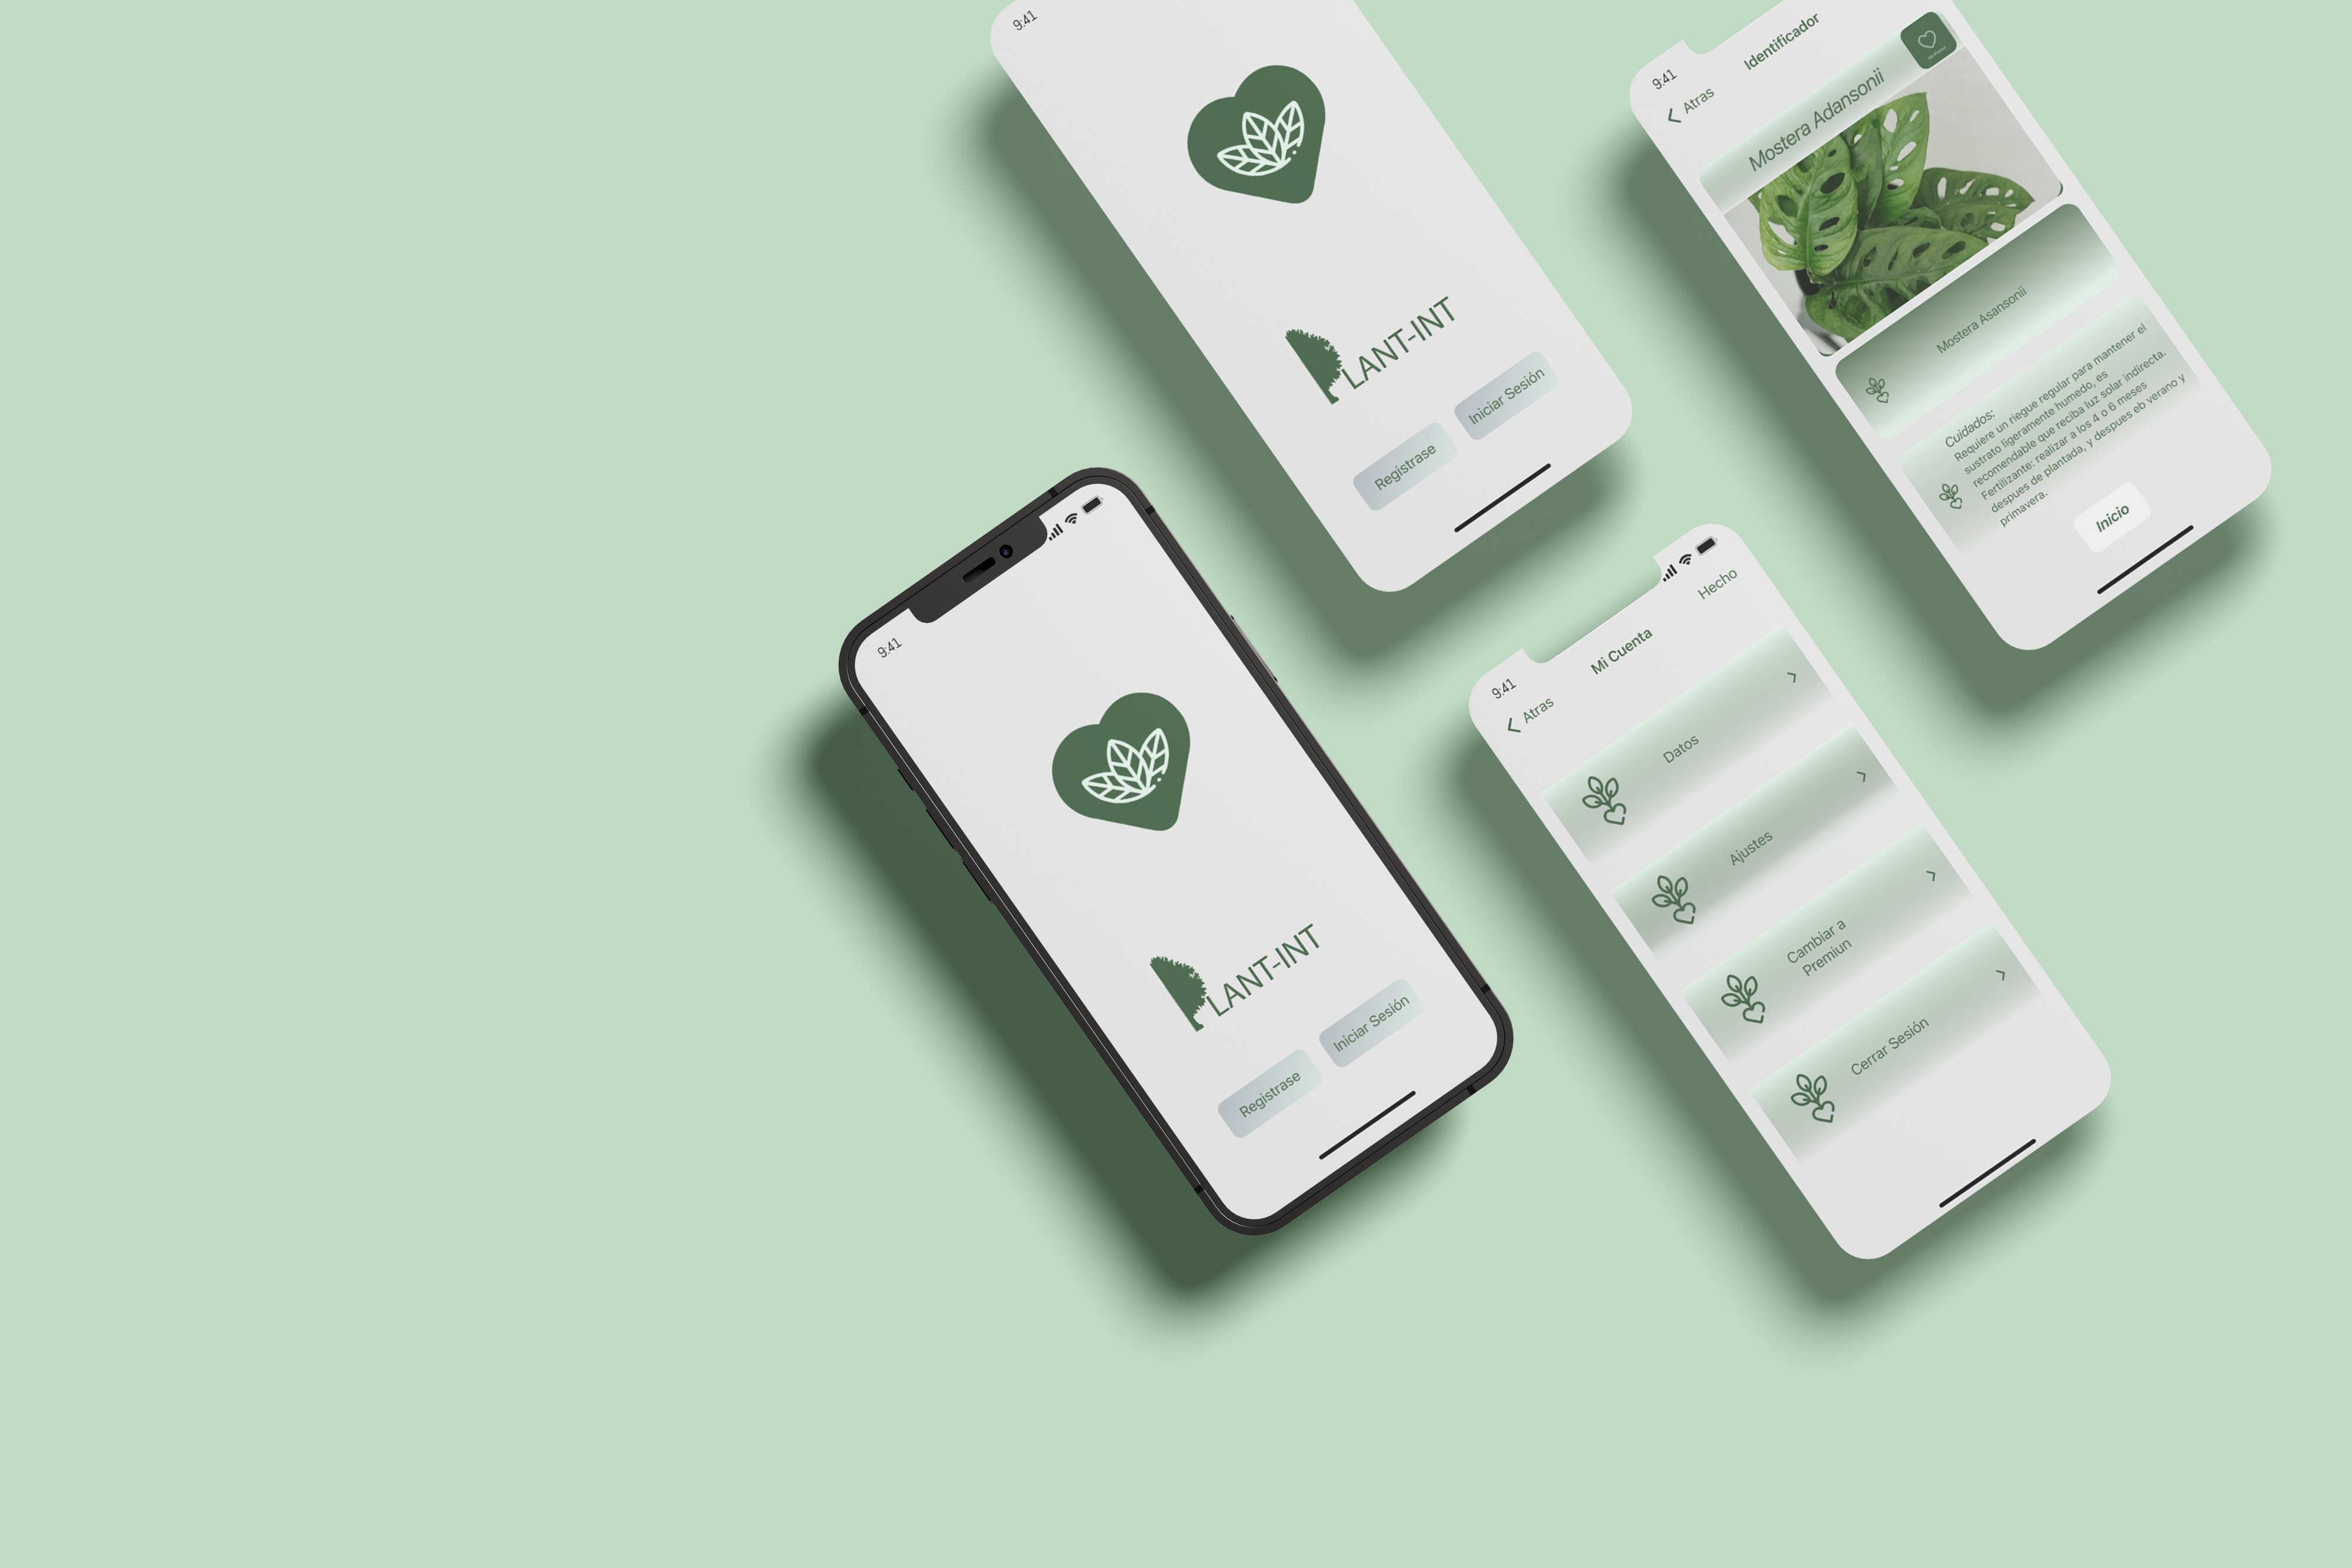 9:41
LANT-INT
Registrase
Iniciar Sesión
9:41
Identificador
Atras
Mostera Adansonii
Mostera Asansonii
Cuidados:
Requiere un riegue regular para mantener el
sustrato ligeramente humedo, es
recomendable que reciba luz solar indirecta.
Fertilizante: realizar a los 4 o 6 meses
despues de plantada, y despues eb verano y
primavera.
Inicio
9:41
LANT-INT
Registrase
Iniciar Sesión
9:41
Hecho
Atras
Mi Cuenta
Datos
Ajustes
Cambiar a
Premiun
Cerrar Sesión